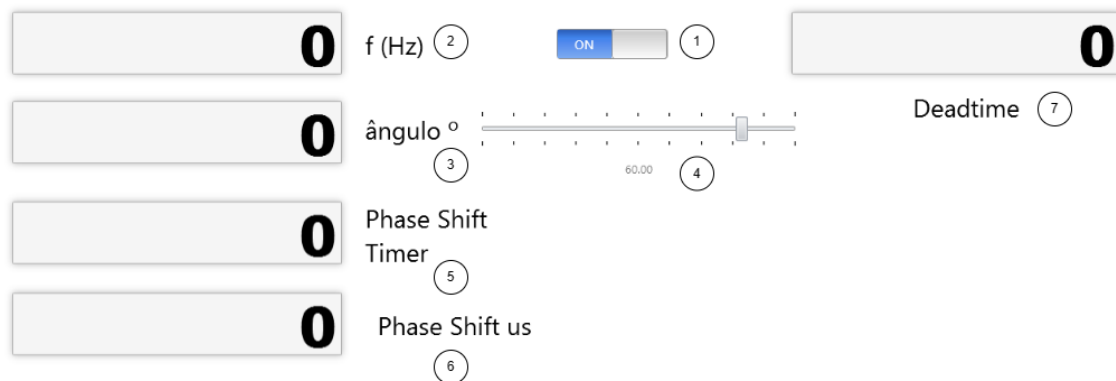 0 f (Hz) 2 ON 1 0
Deadtime 7
0 ângulo º
3 60.00 4
0 Phase Shift
Timer
5
0 Phase Shift us
6